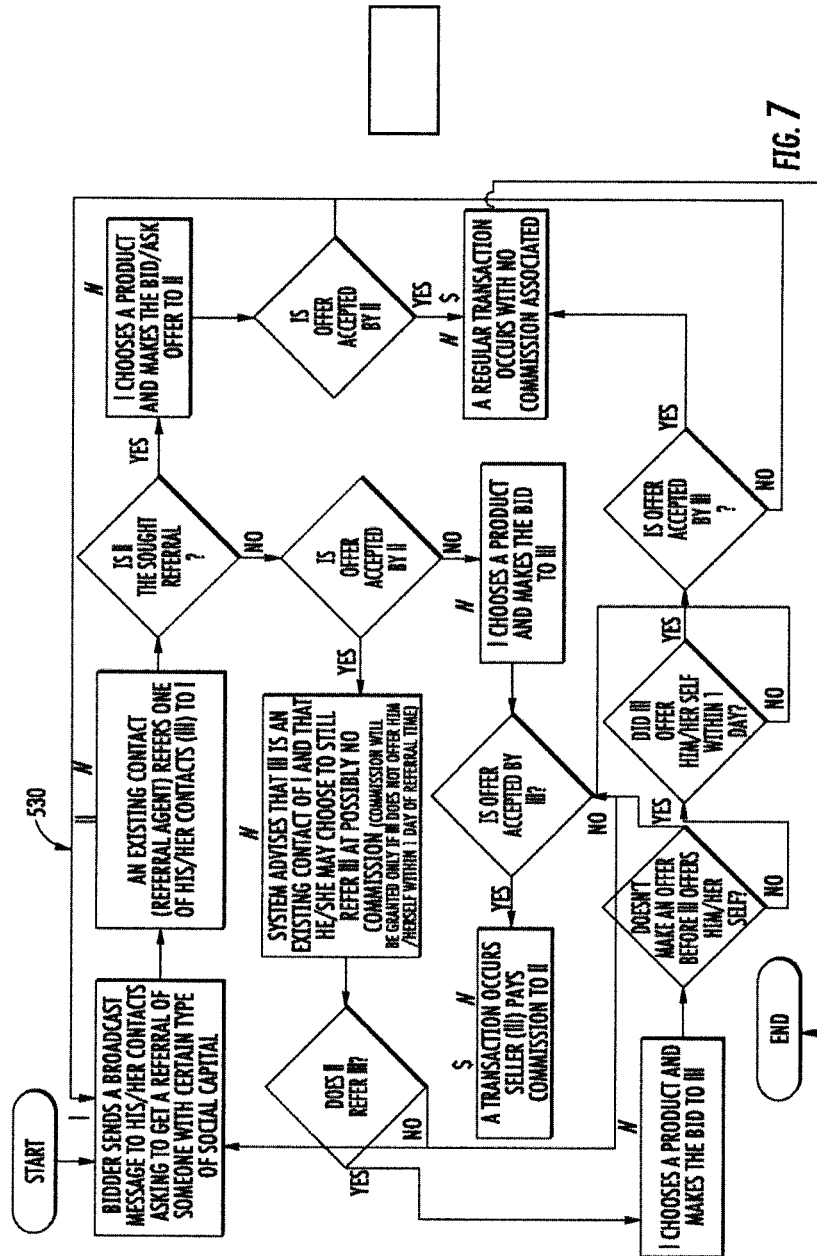 START
530
I
BIDDER SENDS A BROADCAST
MESSAGE TO HIS/HER CONTACTS
ASKING TO GET A REFERRAL OF
SOMEONE WITH CERTAIN TYPE
OF SOCIAL CAPITAL
II
N
AN EXISTING CONTACT
(REFERRAL AGENT) REFERS ONE
OF HIS/HER CONTACTS (III) TO I
IS II
THE SOUGHT
REFERRAL
?
YES
NO
N
I CHOOSES A PRODUCT
AND MAKES THE BID/ASK
OFFER TO II
IS
OFFER
ACCEPTED
BY II
YES
N
$
A REGULAR TRANSACTION
OCCURS WITH NO
COMMISSION ASSOCIATED
IS
OFFER
ACCEPTED
BY II
YES
NO
N
SYSTEM ADVISES THAT III IS AN
EXISTING CONTACT OF I AND THAT
HE/SHE MAY CHOOSE TO STILL
REFER III AT POSSIBLY NO
COMMISSION (COMMISSION WILL
BE GRANTED ONLY IF III DOES NOT OFFER HIM
/HERSELF WITHIN 1 DAY OF REFERRAL TIME)
N
I CHOOSES A PRODUCT
AND MAKES THE BID
TO III
DOES II
REFER III?
NO
YES
IS OFFER
ACCEPTED BY
III?
YES
NO
$
N
A TRANSACTION OCCURS
SELLER (III) PAYS
COMMISSION TO II
N
I CHOOSES A PRODUCT AND
MAKES THE BID TO III
DOESN'T
MAKE AN OFFER
BEFORE III OFFERS
HIM/HER
SELF?
YES
NO
DID III
OFFER
HIM/HER SELF
WITHIN 1
DAY?
YES
NO
IS OFFER
ACCEPTED
BY III
?
YES
NO
END
FIG. 7